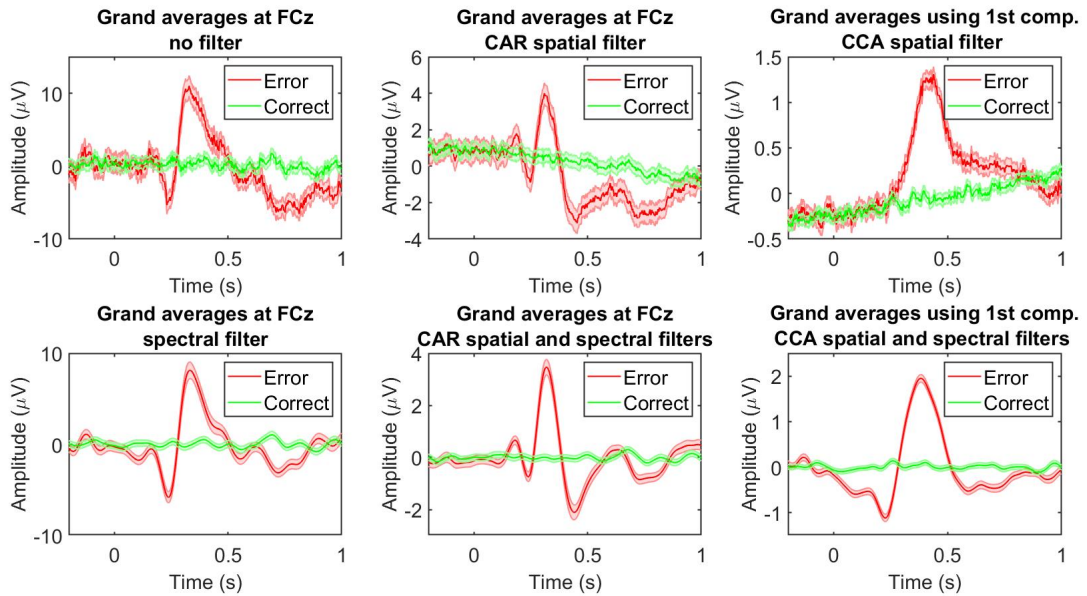 Grand averages at FCz
no filter
Amplitude (μV)
10
0
-10
0
0.5
1
Time (s)
Error
Correct
Grand averages at FCz
CAR spatial filter
Amplitude (μV)
6
4
2
0
-2
-4
0
0.5
1
Time (s)
Error
Correct
Grand averages using 1st comp.
CCA spatial filter
Amplitude (μV)
1.5
1
0.5
0
-0.5
0
0.5
1
Time (s)
Error
Correct
Grand averages at FCz
spectral filter
Amplitude (μV)
10
0
-10
0
0.5
1
Time (s)
Error
Correct
Grand averages at FCz
CAR spatial and spectral filters
Amplitude (μV)
4
2
0
-2
0
0.5
1
Time (s)
Error
Correct
Grand averages using 1st comp.
CCA spatial and spectral filters
Amplitude (μV)
2
1
0
-1
0
0.5
1
Time (s)
Error
Correct